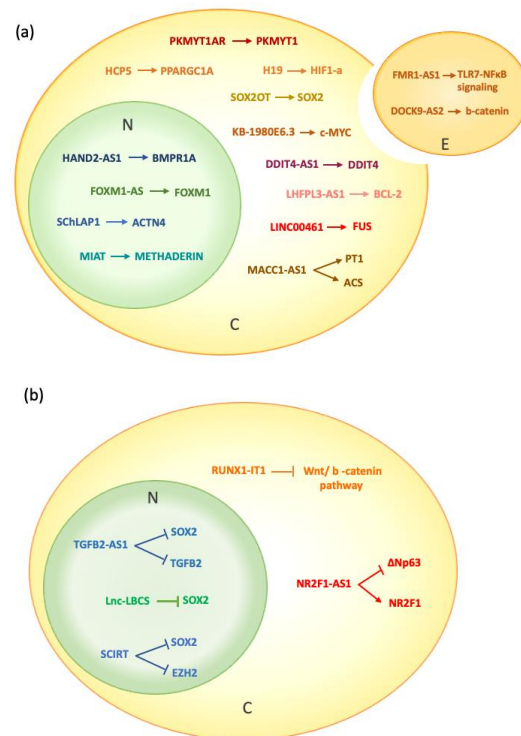 (a)
PKMYT1AR → PKMYT1
HCP5 → PPARGC1A
H19 → HIF1-a
SOX2OT → SOX2
FMR1-AS1 → TLR7-NFκB
signaling
DOCK9-AS2 → b-catenin
E
N
KB-1980E6.3 → c-MYC
HAND2-AS1 → BMPR1A
DDIT4-AS1 → DDIT4
FOXM1-AS → FOXM1
LHFPL3-AS1 → BCL-2
SChLAP1 → ACTN4
LINC00461 → FUS
MIAT → METHADERIN
MACC1-AS1
PT1
ACS
C
(b)
RUNX1-IT1
Wnt/ b -catenin
pathway
N
SOX2
TGFB2-AS1
TGFB2
ΔNp63
NR2F1-AS1
NR2F1
Lnc-LBCS
SOX2
SOX2
SCIRT
EZH2
C